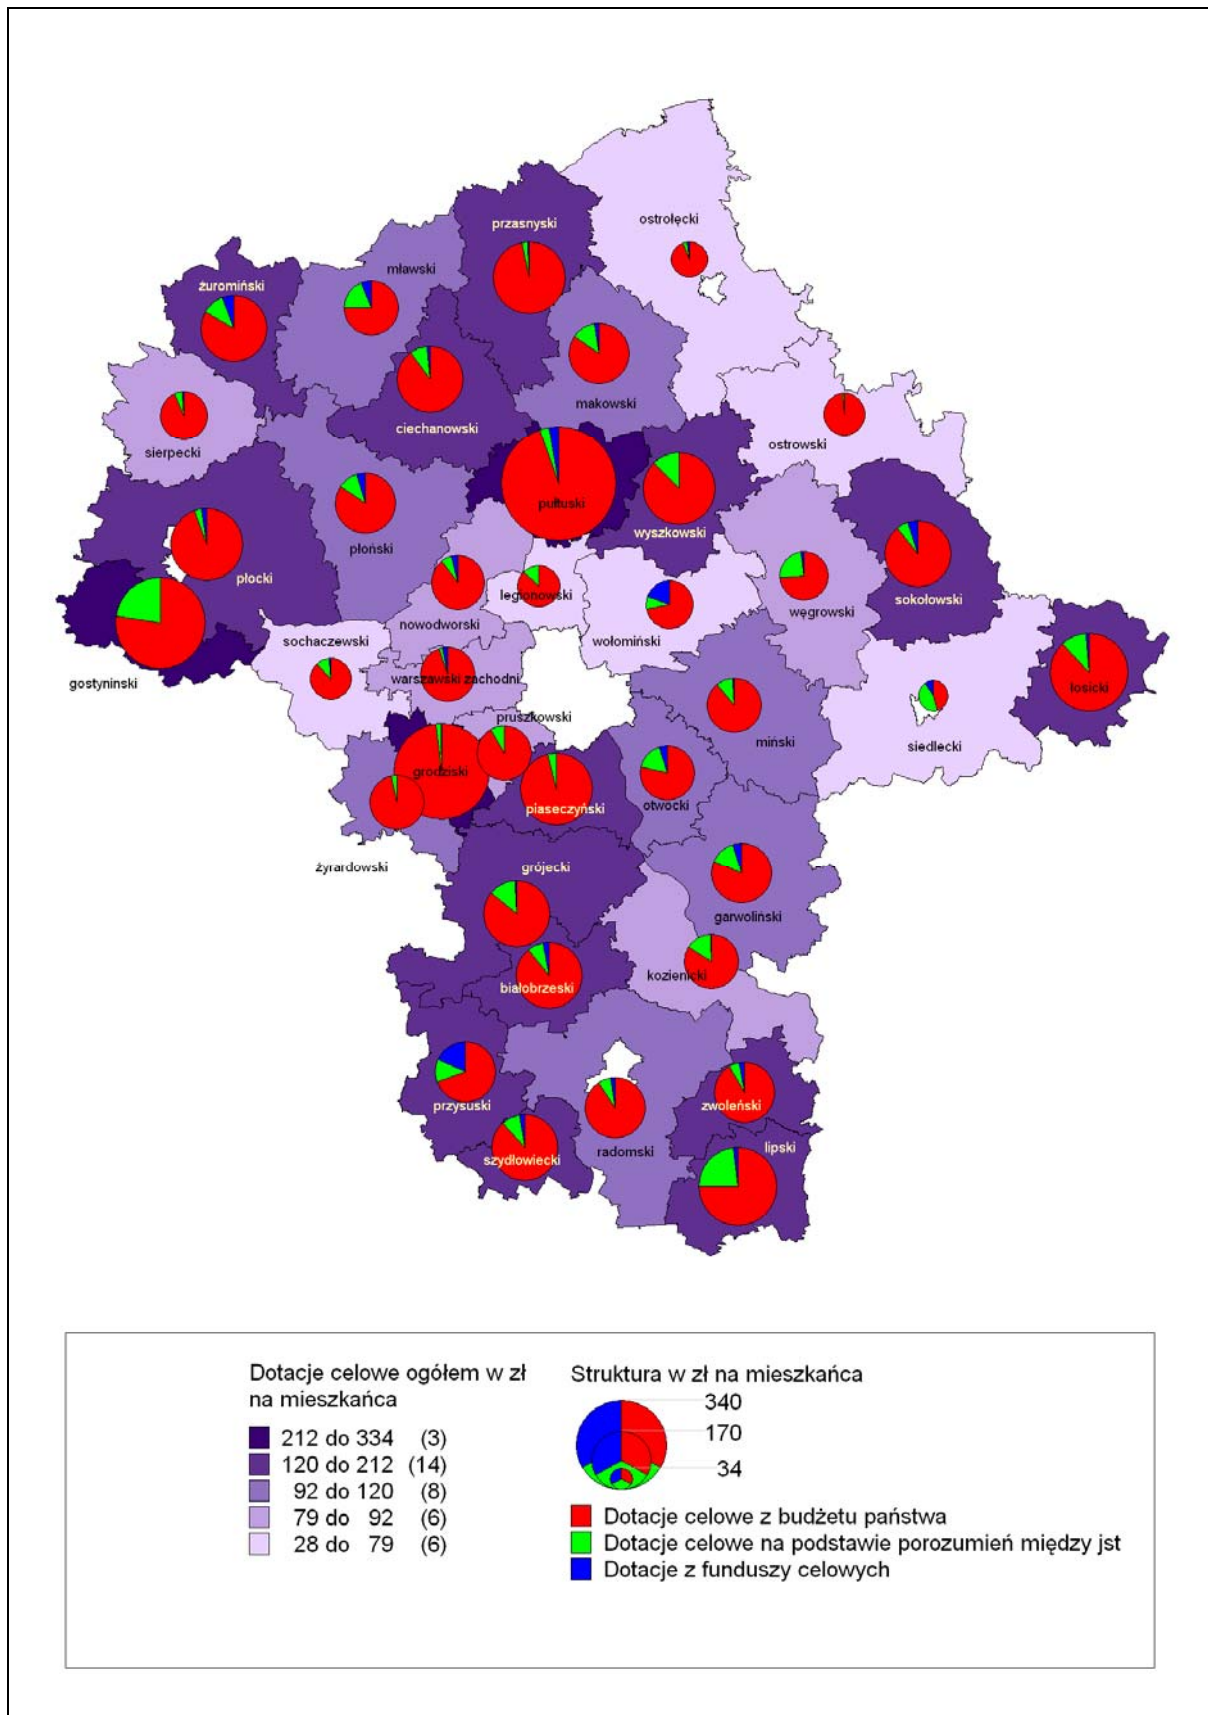 ostrołęcki
przasnyski
mławski
żuromiński
makowski
ciechanowski
ostrowski
sierpecki
pułtuski
wyszkowski
płoński
płocki
legionowski
sokołowski
węgrowski
nowodworski
wołomiński
sochaczewski
gostyninski
warszawski zachodni
łosicki
pruszkowski
siedlecki
miński
grodziski
otwocki
piaseczyński
żyrardowski
grójecki
garwoliński
kozienicki
białobrzeski
przysuski
zwoleński
lipski
radomski
szydłowiecki
Dotacje celowe ogółem w zł
na mieszkańca
212 do 334 (3)
120 do 212 (14)
92 do 120 (8)
79 do 92 (6)
28 do 79 (6)
Struktura w zł na mieszkańca
340
170
34
Dotacje celowe z budżetu państwa
Dotacje celowe na podstawie porozumień między jst
Dotacje z funduszy celowych